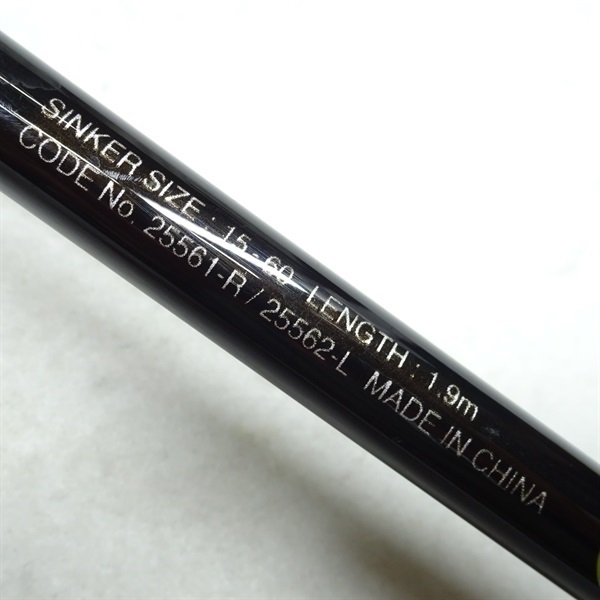 SINKER SIZE : 15-60 LENGTH : 1.9m
CODE No. 25561-R / 25562-L MADE IN CHINA